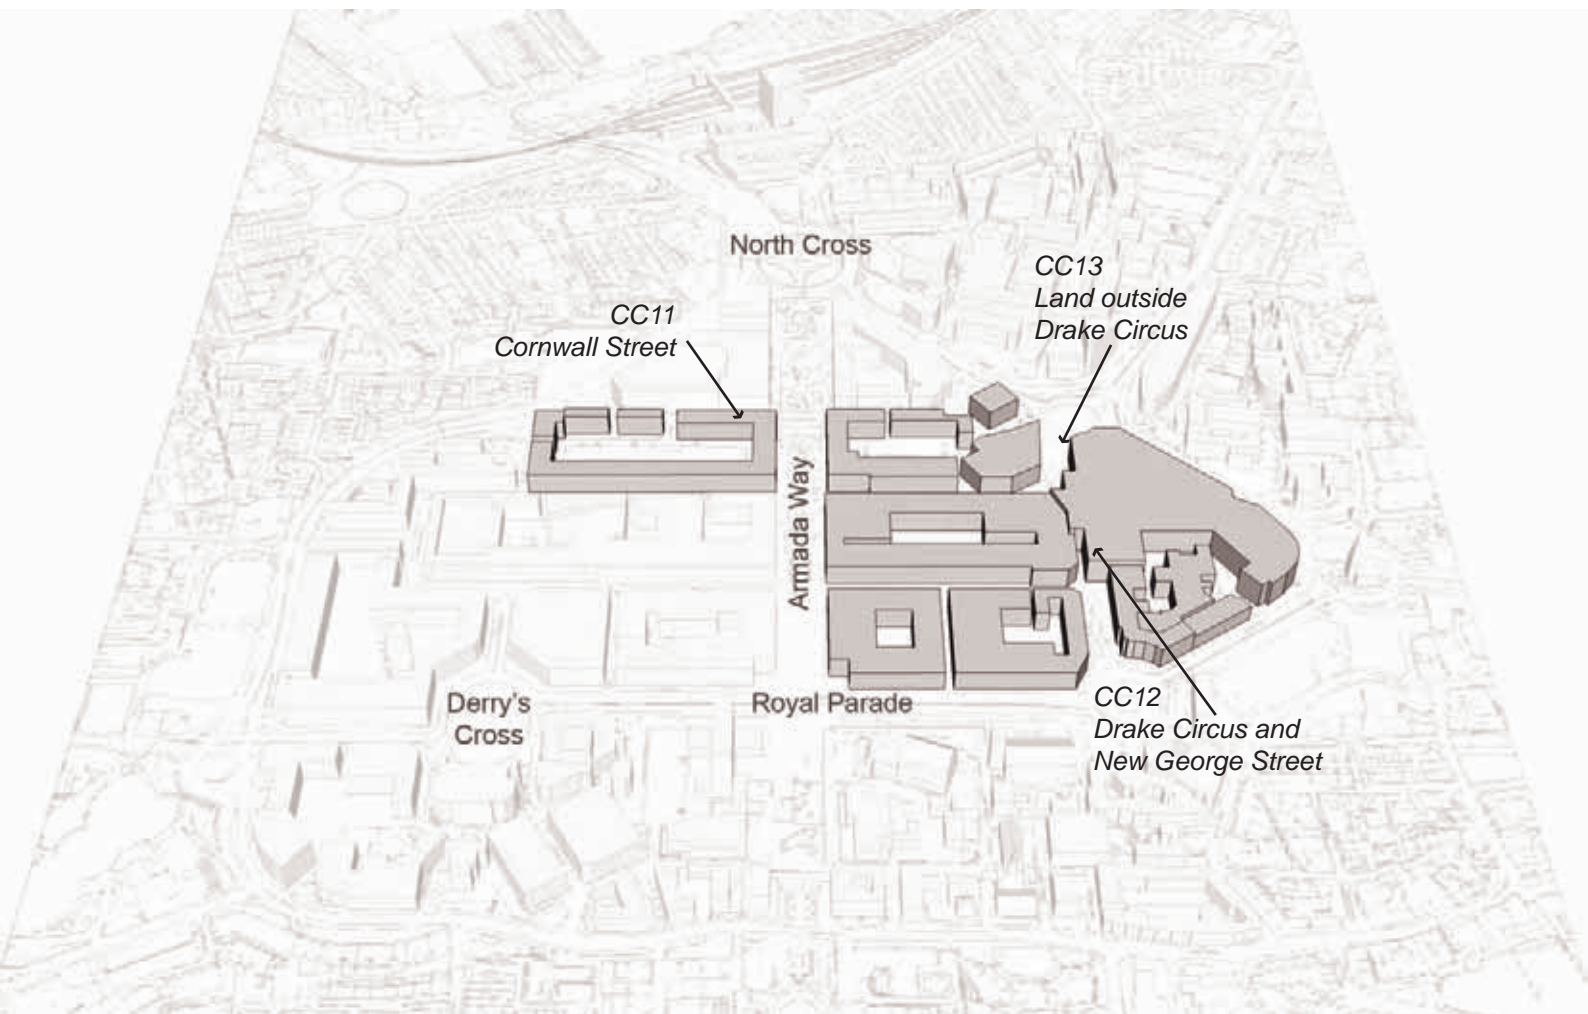 North Cross
CC13
Land outside
Drake Circus
CC11
Cornwall Street
Armada Way
Derry's
Cross
Royal Parade
CC12
Drake Circus and
New George Street